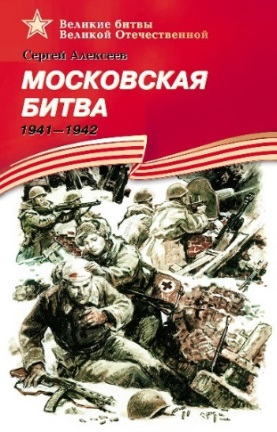 Великие битвы
Великой Отечественной
Сергей Алексеев
МОСКОВСКАЯ
БИТВА
1941—1942